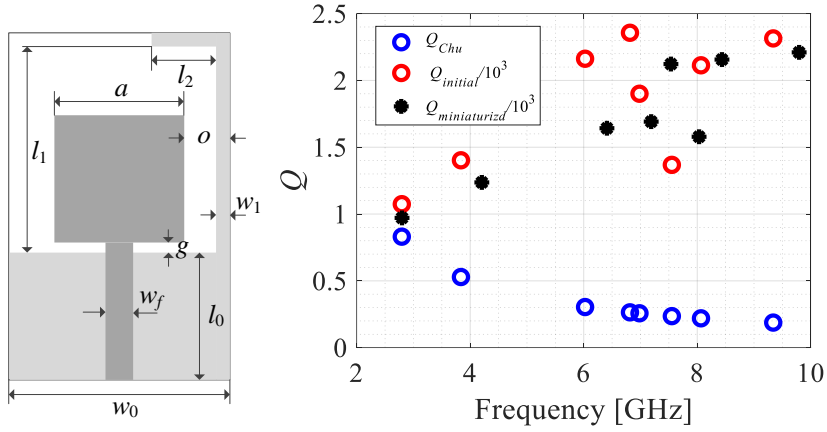 l2
a
o
l1
w1
g
wf
l0
w0
2.5
2
1.5
1
0.5
0
Q
QChu
Qinitial/10^3
Qminiaturizd/10^3
2 4 6 8 10
Frequency [GHz]